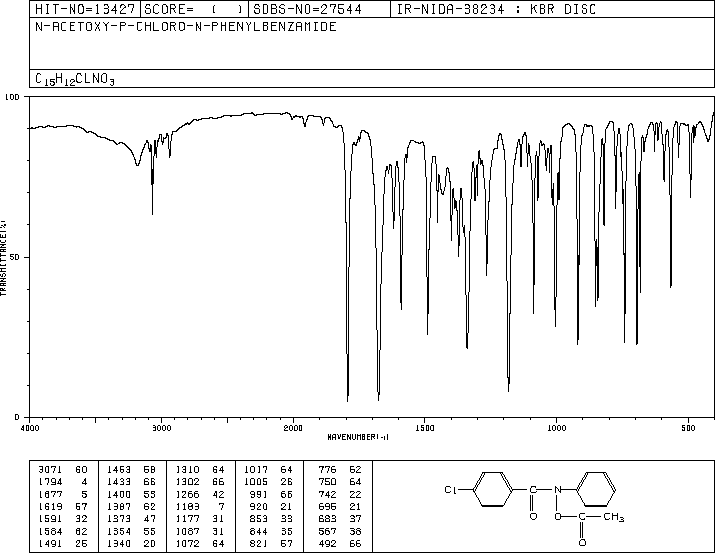 HIT-NO=13427 SCORE= ( ) SDBS-NO=27544 IR-NIDA-38234 : KBR DISC
N-ACETOXY-P-CHLORO-N-PHENYLBENZAMIDE
C15H12CLNO3
100
50
0
TRANSMITTANCE(%)
4000 3000 2000 1500 1000 500
WAVENUMBER(-1)
3071 60 1453 58 1310 64 1017 64 776 62
1794 4 1433 66 1302 66 1005 26 750 64
1677 5 1400 55 1266 42 991 66 742 22
1619 57 1387 62 1183 7 920 21 695 21
1591 32 1373 47 1177 31 853 33 683 37
1584 62 1354 55 1087 31 844 35 567 38
1491 25 1340 20 1072 64 821 57 492 66
Cl C N
O O C CH3
O